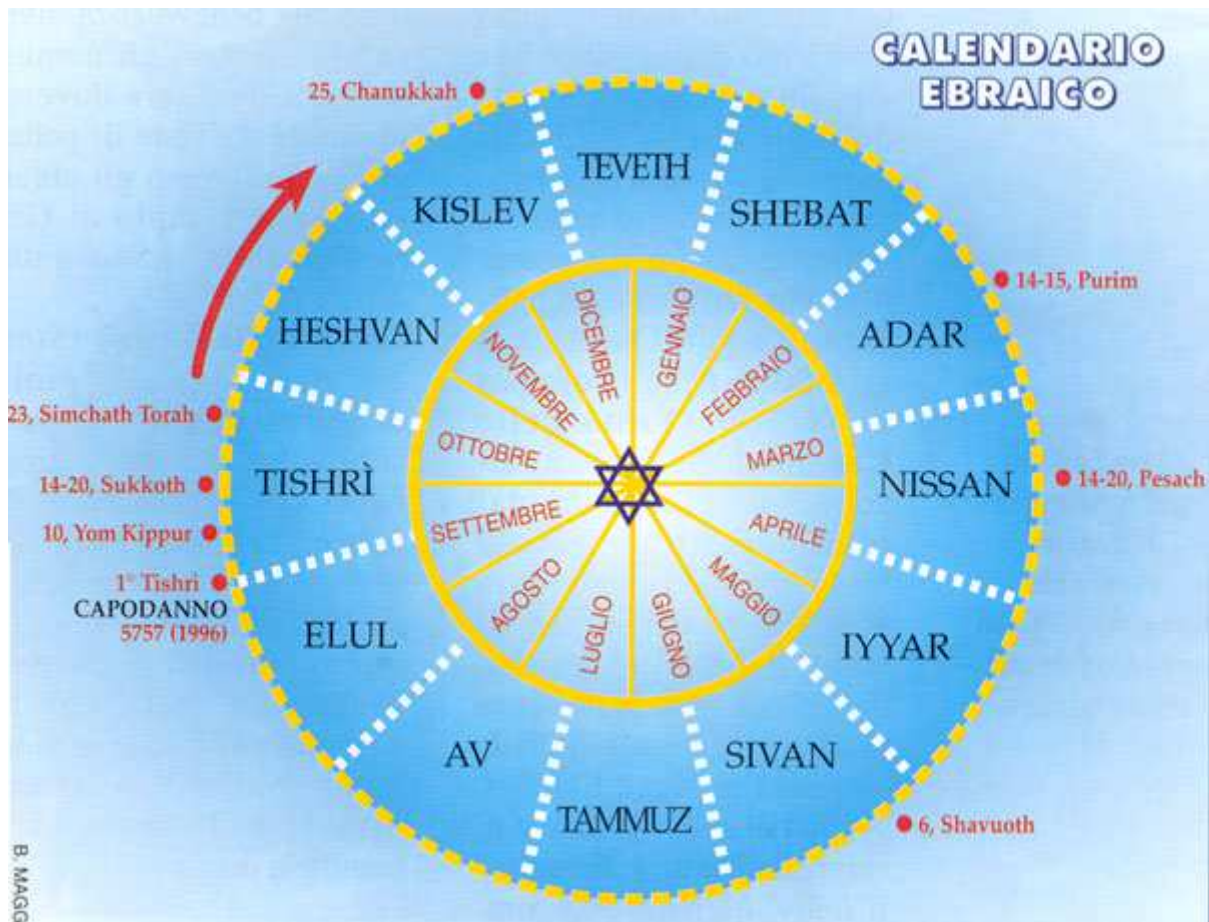 CALENDARIO
EBRAICO
25, Chanukkah
TEVETH
KISLEV
SHEBAT
14-15, Purim
HESHVAN
ADAR
DICEMBRE
GENNAIO
NOVEMBRE
FEBBRAIO
23, Simchath Torah
OTTOBRE
MARZO
14-20, Sukkoth
TISHRÌ
NISSAN
14-20, Pesach
10, Yom Kippur
SETTEMBRE
APRILE
1° Tishri
CAPODANNO
5757 (1996)
AGOSTO
MAGGIO
LUGLIO
GIUGNO
ELUL
IYYAR
AV
SIVAN
TAMMUZ
6, Shavuoth
B. MAGG